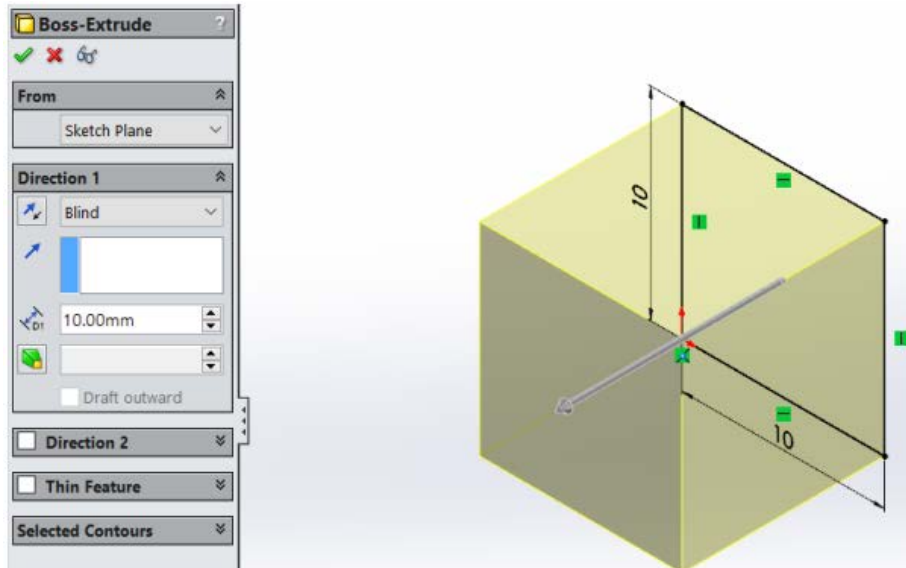 Boss-Extrude ?
From
Sketch Plane
Direction 1
Blind
D1 10.00mm
Draft outward
Direction 2
Thin Feature
Selected Contours
10
10